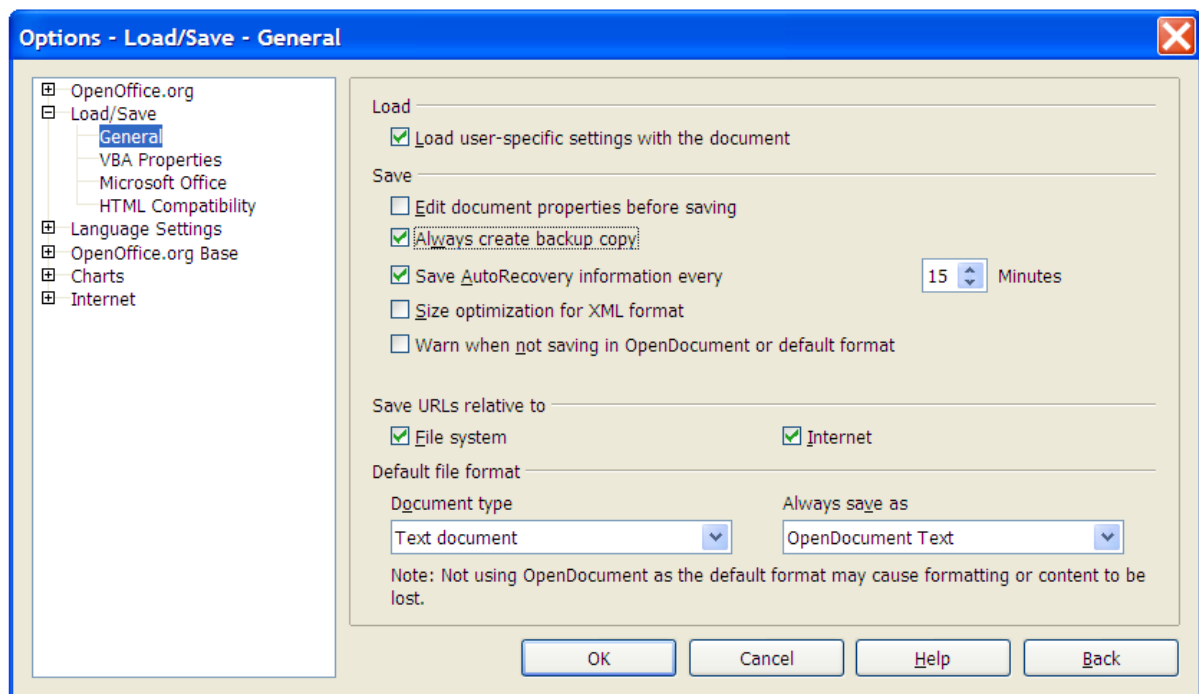 Options - Load/Save - General
OpenOffice.org
Load/Save
General
VBA Properties
Microsoft Office
HTML Compatibility
Language Settings
OpenOffice.org Base
Charts
Internet
Load
Load user-specific settings with the document
Save
Edit document properties before saving
Always create backup copy
Save AutoRecovery information every 15 Minutes
Size optimization for XML format
Warn when not saving in OpenDocument or default format
Save URLs relative to
File system Internet
Default file format
Document type Always save as
Text document OpenDocument Text
Note: Not using OpenDocument as the default format may cause formatting or content to be
lost.
OK Cancel Help Back